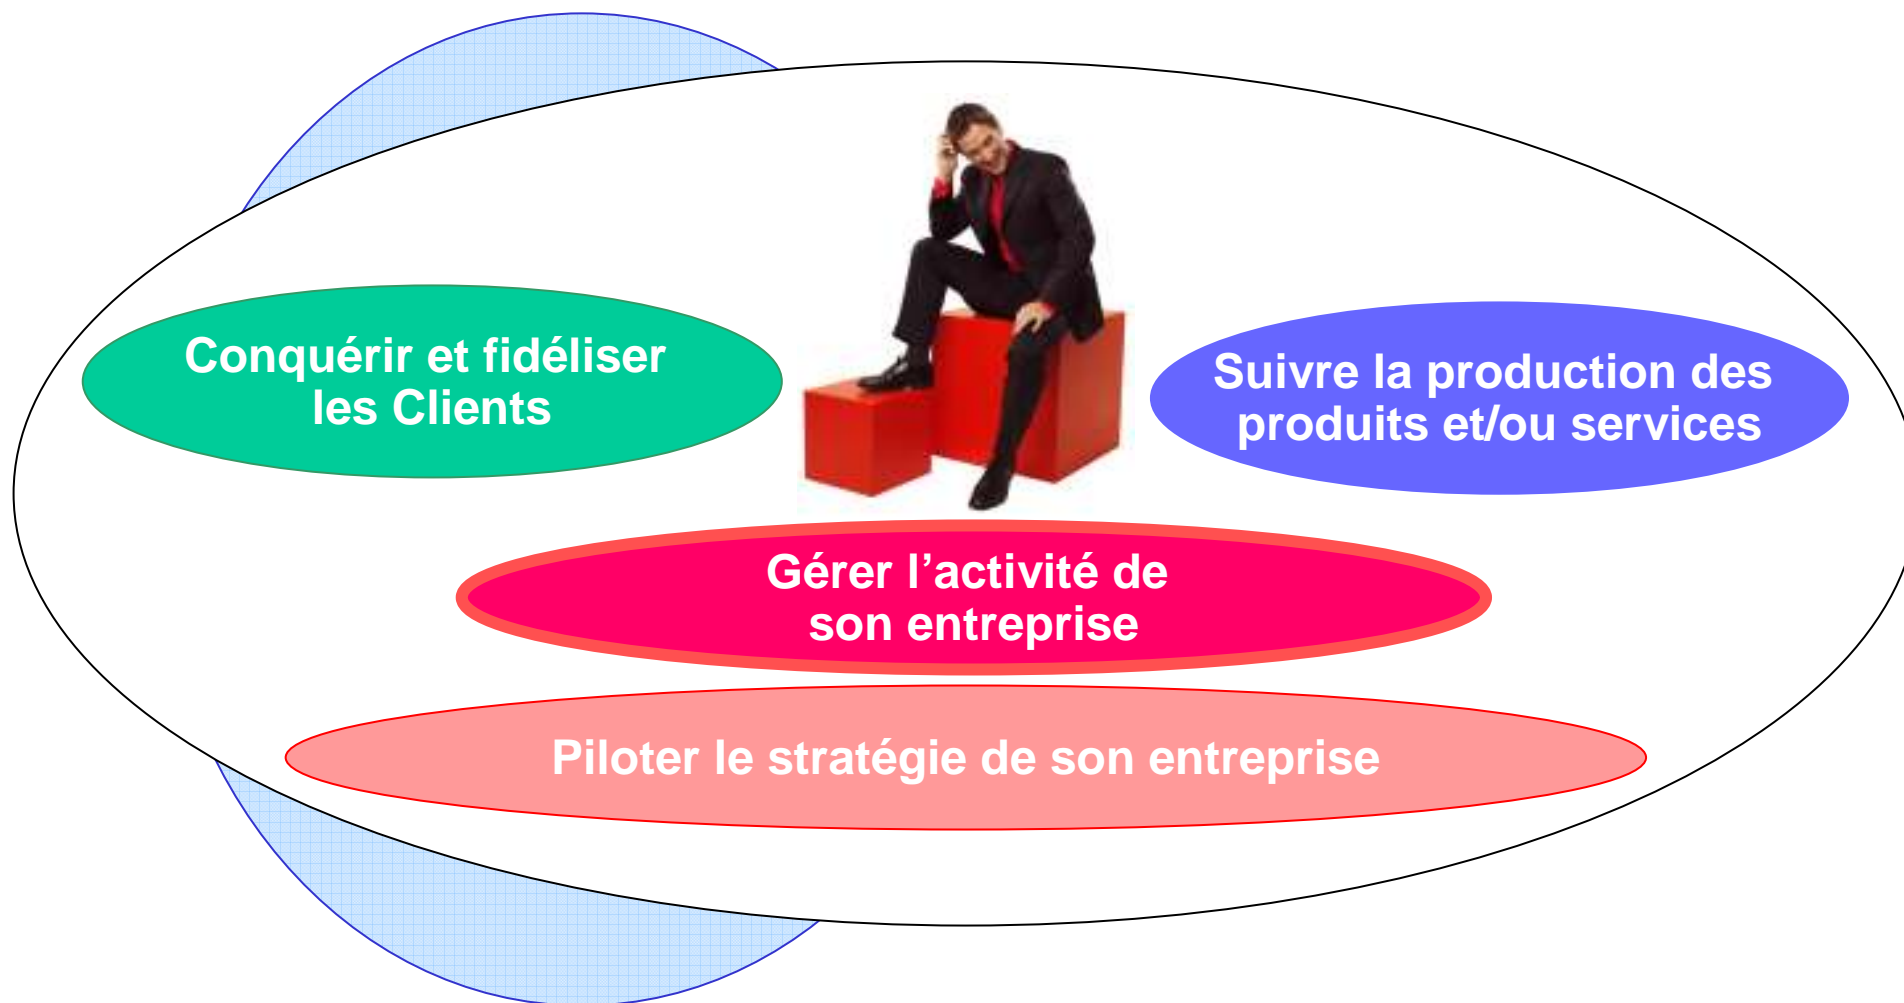 Conquérir et fidéliser
les Clients
Suivre la production des
produits et/ou services
Gérer l’activité de
son entreprise
Piloter le stratégie de son entreprise